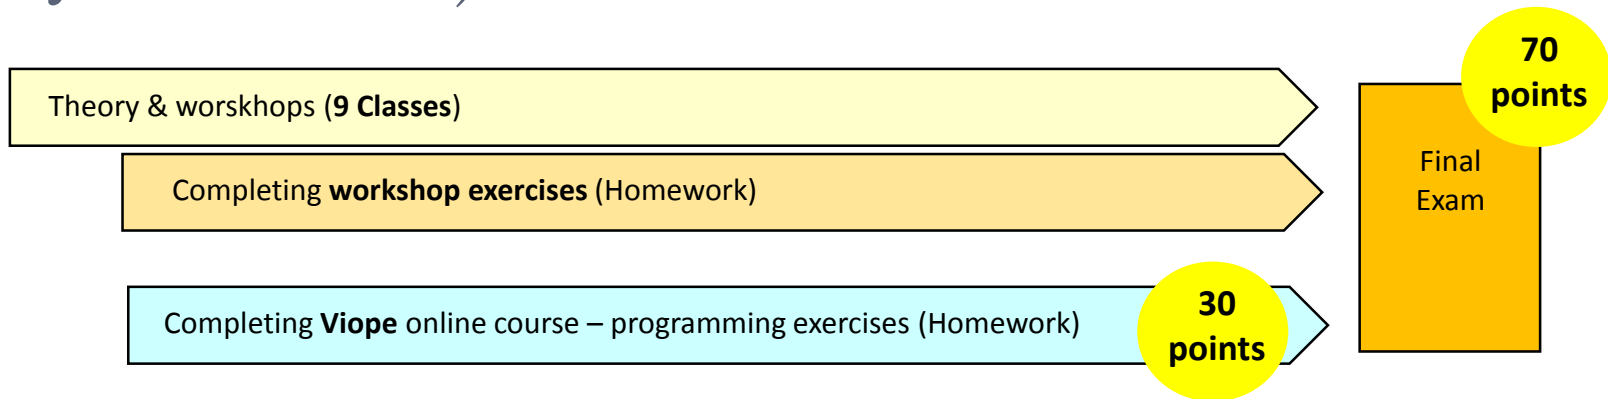 Theory & worskhops (9 Classes)
Completing workshop exercises (Homework)
Completing Viope online course – programming exercises (Homework)
30
points
70
points
Final
Exam